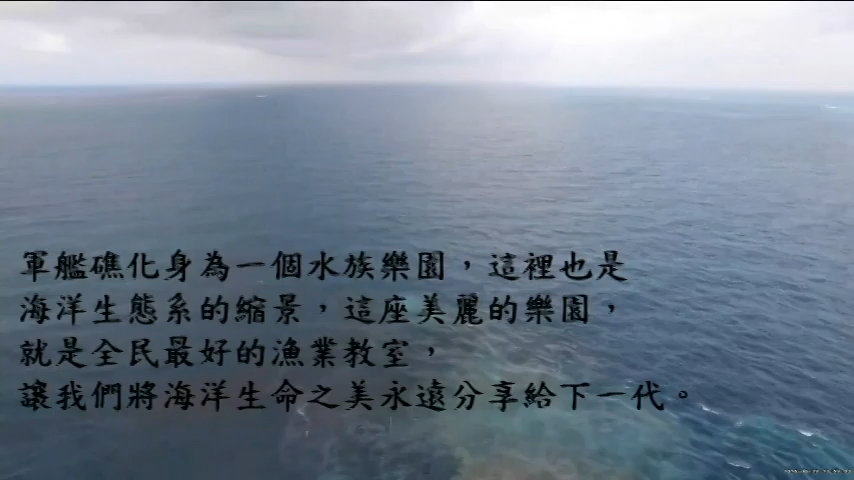 軍艦礁化身為一個水族樂園，這裡也是
海洋生態系的縮景，這座美麗的樂園，
就是全民最好的漁業教室，
讓我們將海洋生命之美永遠分享給下一代。